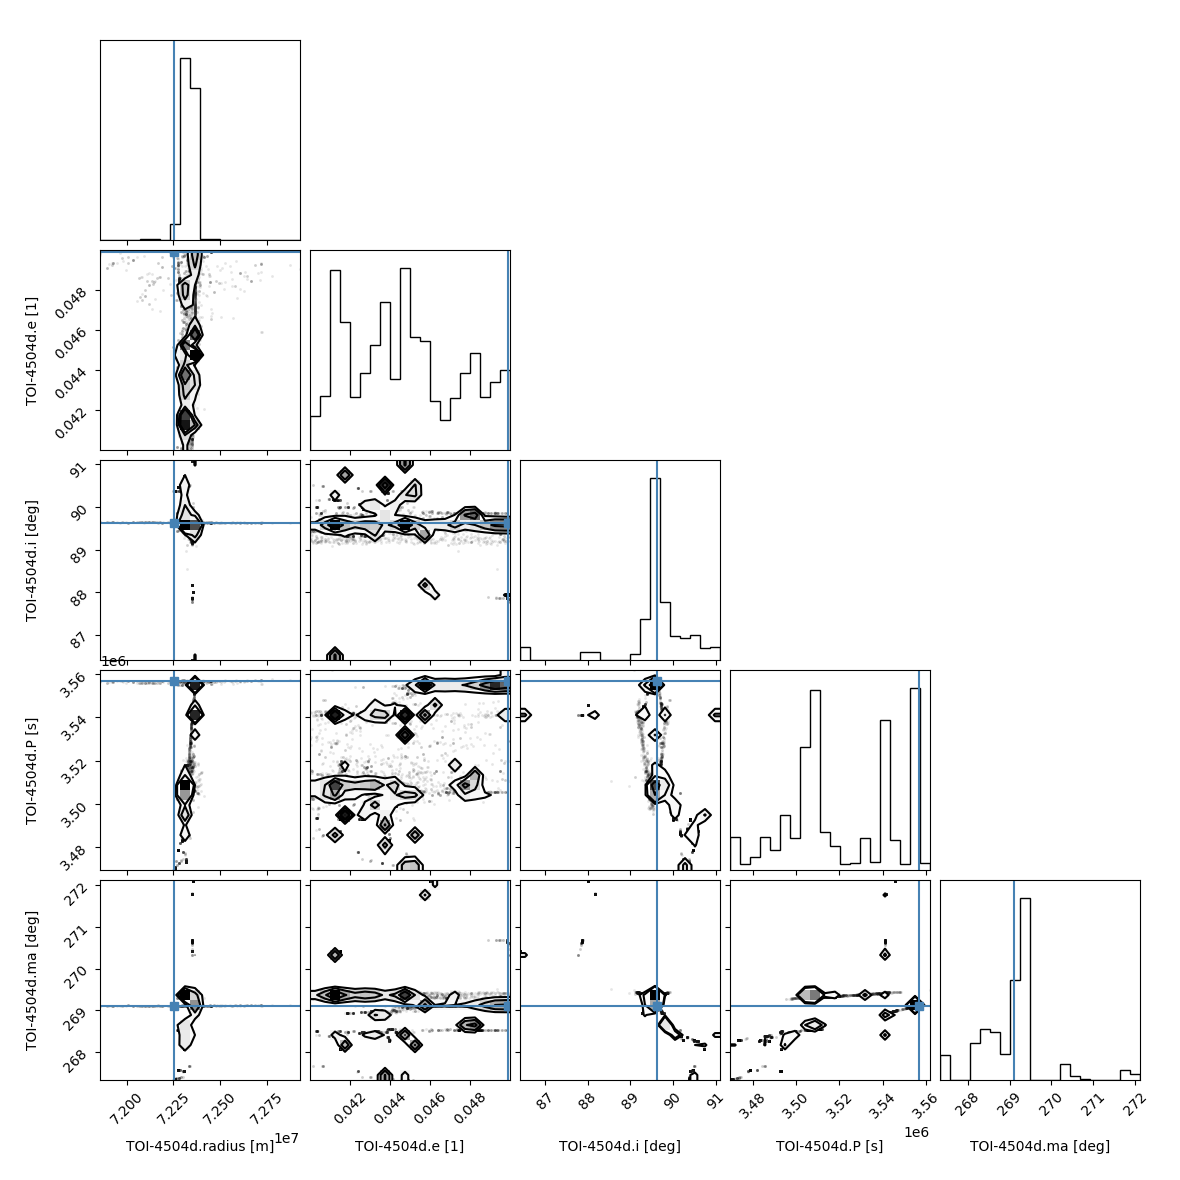 TOI-4504d.e [1]
0.048
0.046
0.044
0.042
TOI-4504d.i [deg]
91
90
89
88
87
1e6
TOI-4504d.P [s]
3.56
3.54
3.52
3.50
3.48
TOI-4504d.ma [deg]
272
271
270
269
268
7.200 7.225 7.250 7.275
1e7
TOI-4504d.radius [m]
0.042 0.044 0.046 0.048
TOI-4504d.e [1]
87 88 89 90 91
TOI-4504d.i [deg]
3.48 3.50 3.52 3.54 3.56
1e6
TOI-4504d.P [s]
268 269 270 271 272
TOI-4504d.ma [deg]